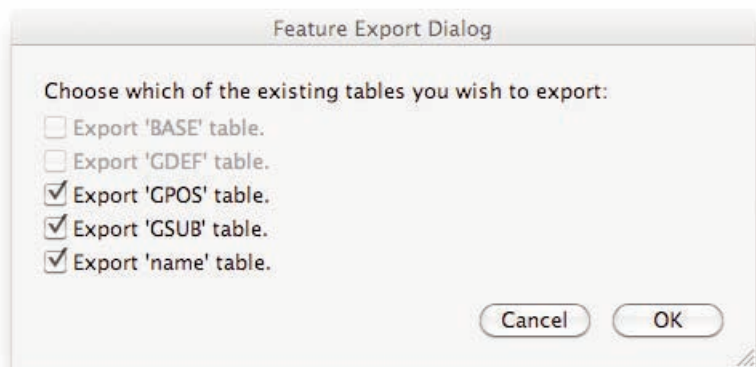 Feature Export Dialog
Choose which of the existing tables you wish to export:
Export 'BASE' table.
Export 'GDEF' table.
Export 'GPOS' table.
Export 'GSUB' table.
Export 'name' table.
Cancel OK